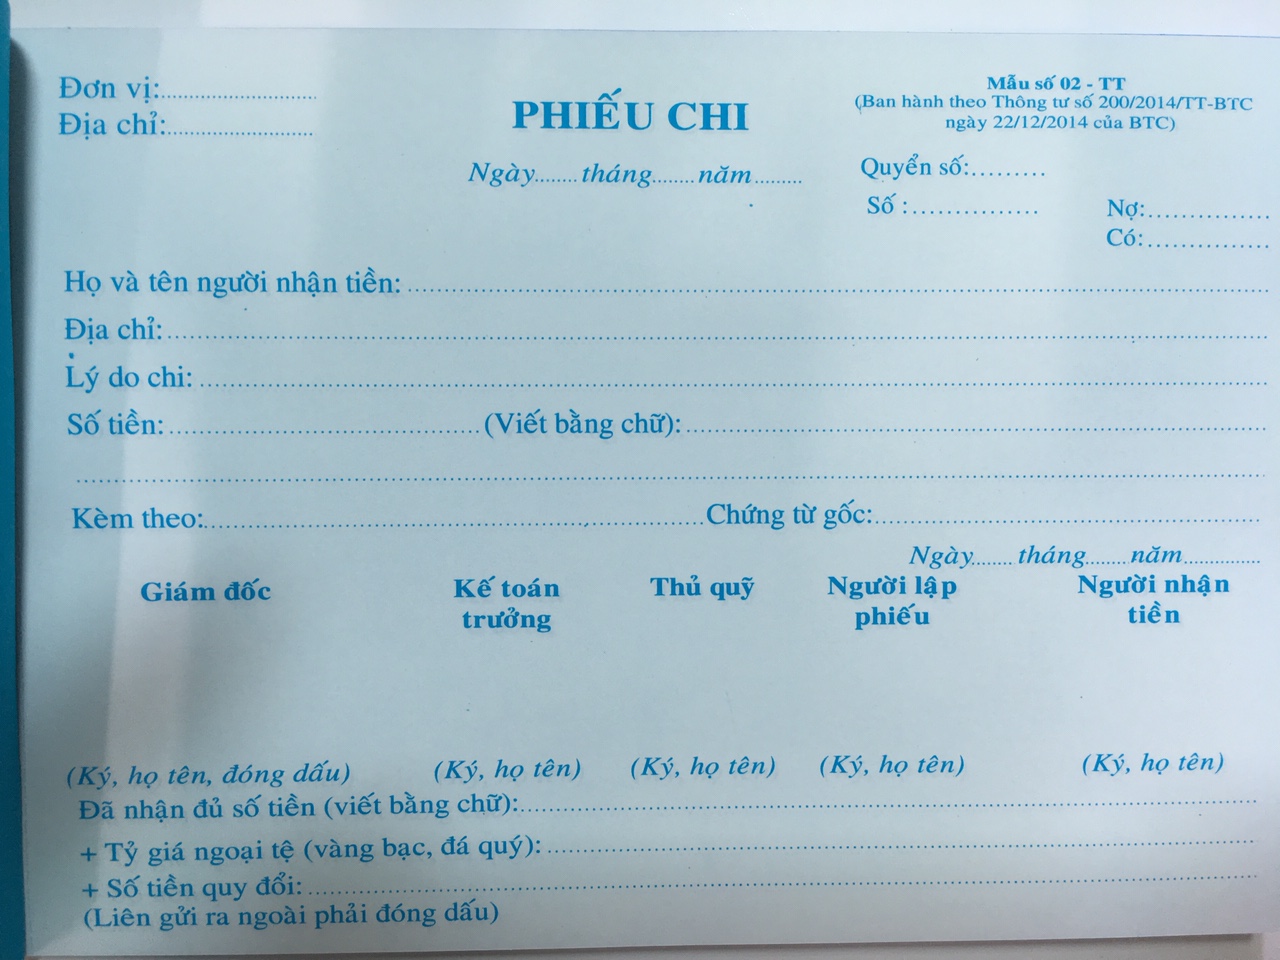 Đơn vị:............................
Địa chỉ:..........................
PHIẾU CHI
Ngày........tháng........năm.........
Mẫu số 02 - TT
(Ban hành theo Thông tư số 200/2014/TT-BTC
ngày 22/12/2014 của BTC)
Quyển số:.........
Số :...............
Nợ:..............
Có:..............
Họ và tên người nhận tiền:..............................................................
Địa chỉ:..............................................................
Lý do chi:..............................................................
Số tiền:.....................................(Viết bằng chữ):..............................................................
..............................................................
Kèm theo:..............................................................Chứng từ gốc:..............................................................
Ngày.......tháng.......năm.............
Giám đốc Kế toán trưởng Thủ quỹ Người lập phiếu Người nhận tiền
(Ký, họ tên, đóng dấu) (Ký, họ tên) (Ký, họ tên) (Ký, họ tên) (Ký, họ tên)
Đã nhận đủ số tiền (viết bằng chữ):..............................................................
+ Tỷ giá ngoại tệ (vàng bạc, đá quý):..............................................................
+ Số tiền quy đổi:..............................................................
(Liên gửi ra ngoài phải đóng dấu)